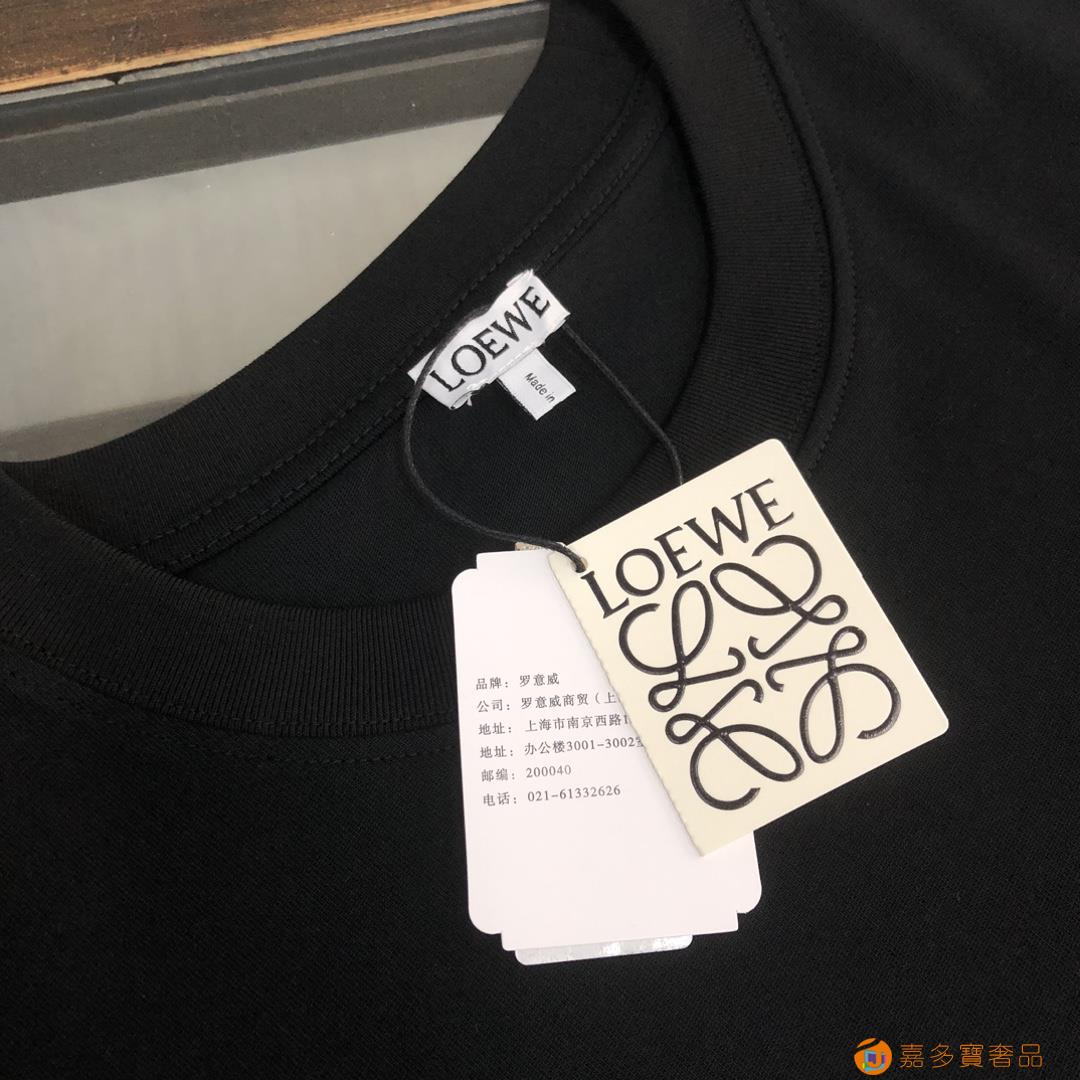 LOEWE
Made in
LOEWE
品牌：罗意威
公司：罗意威商贸（上
地址：上海市南京西路1
地址：办公楼3001-3002
邮编：200040
电话：021-61332626
嘉多寶奢品